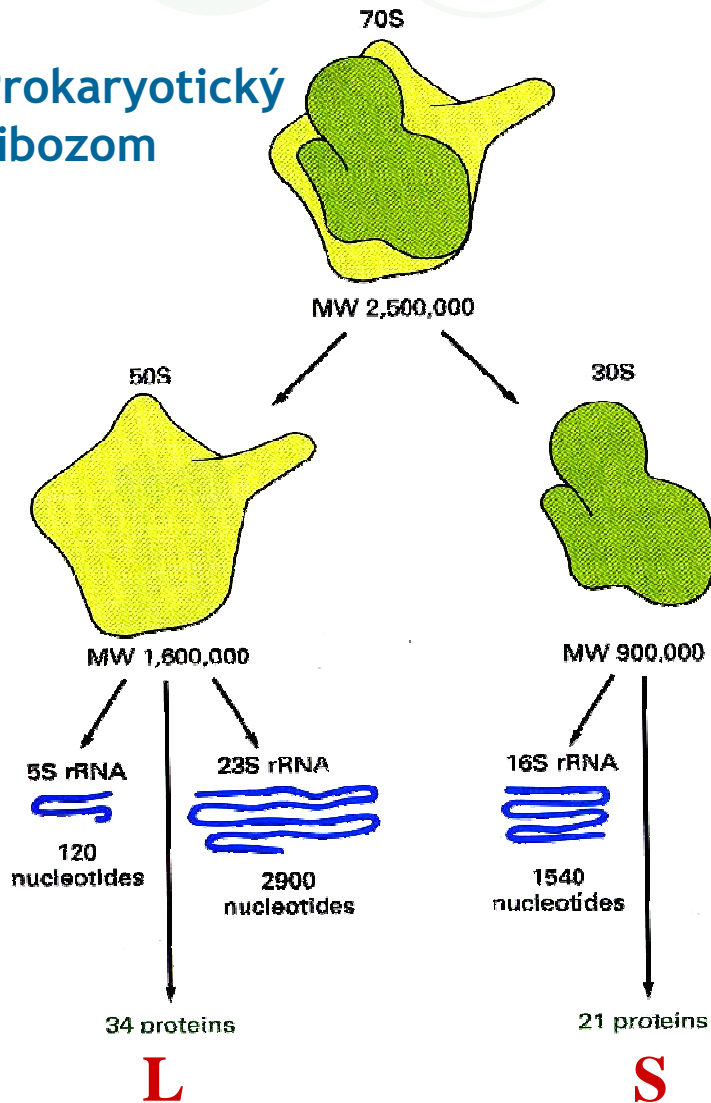 70S
rokaryotický
ibozom
MW 2,500,000
50S
30S
MW 1,600,000
MW 900,000
5S rRNA
23S rRNA
16S rRNA
120
nucleotides
2900
nucleotides
1540
nucleotides
34 proteins
21 proteins
L
S